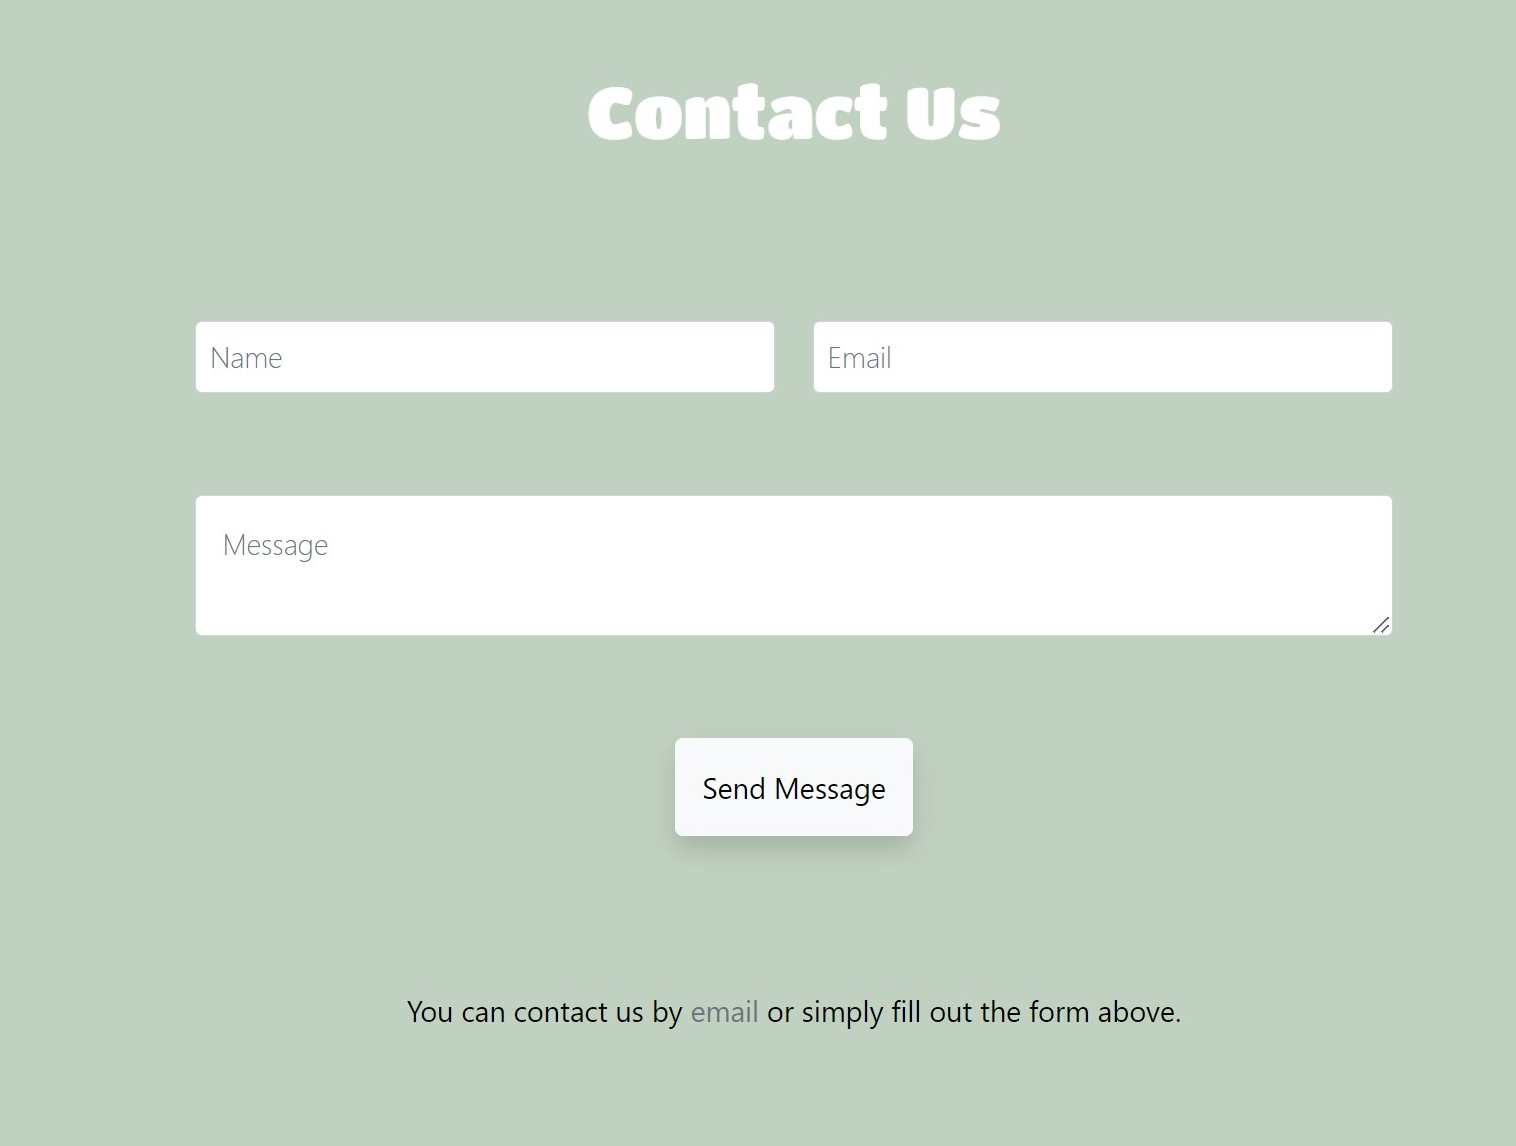 Contact Us
Name
Email
Message
Send Message
You can contact us by email or simply fill out the form above.